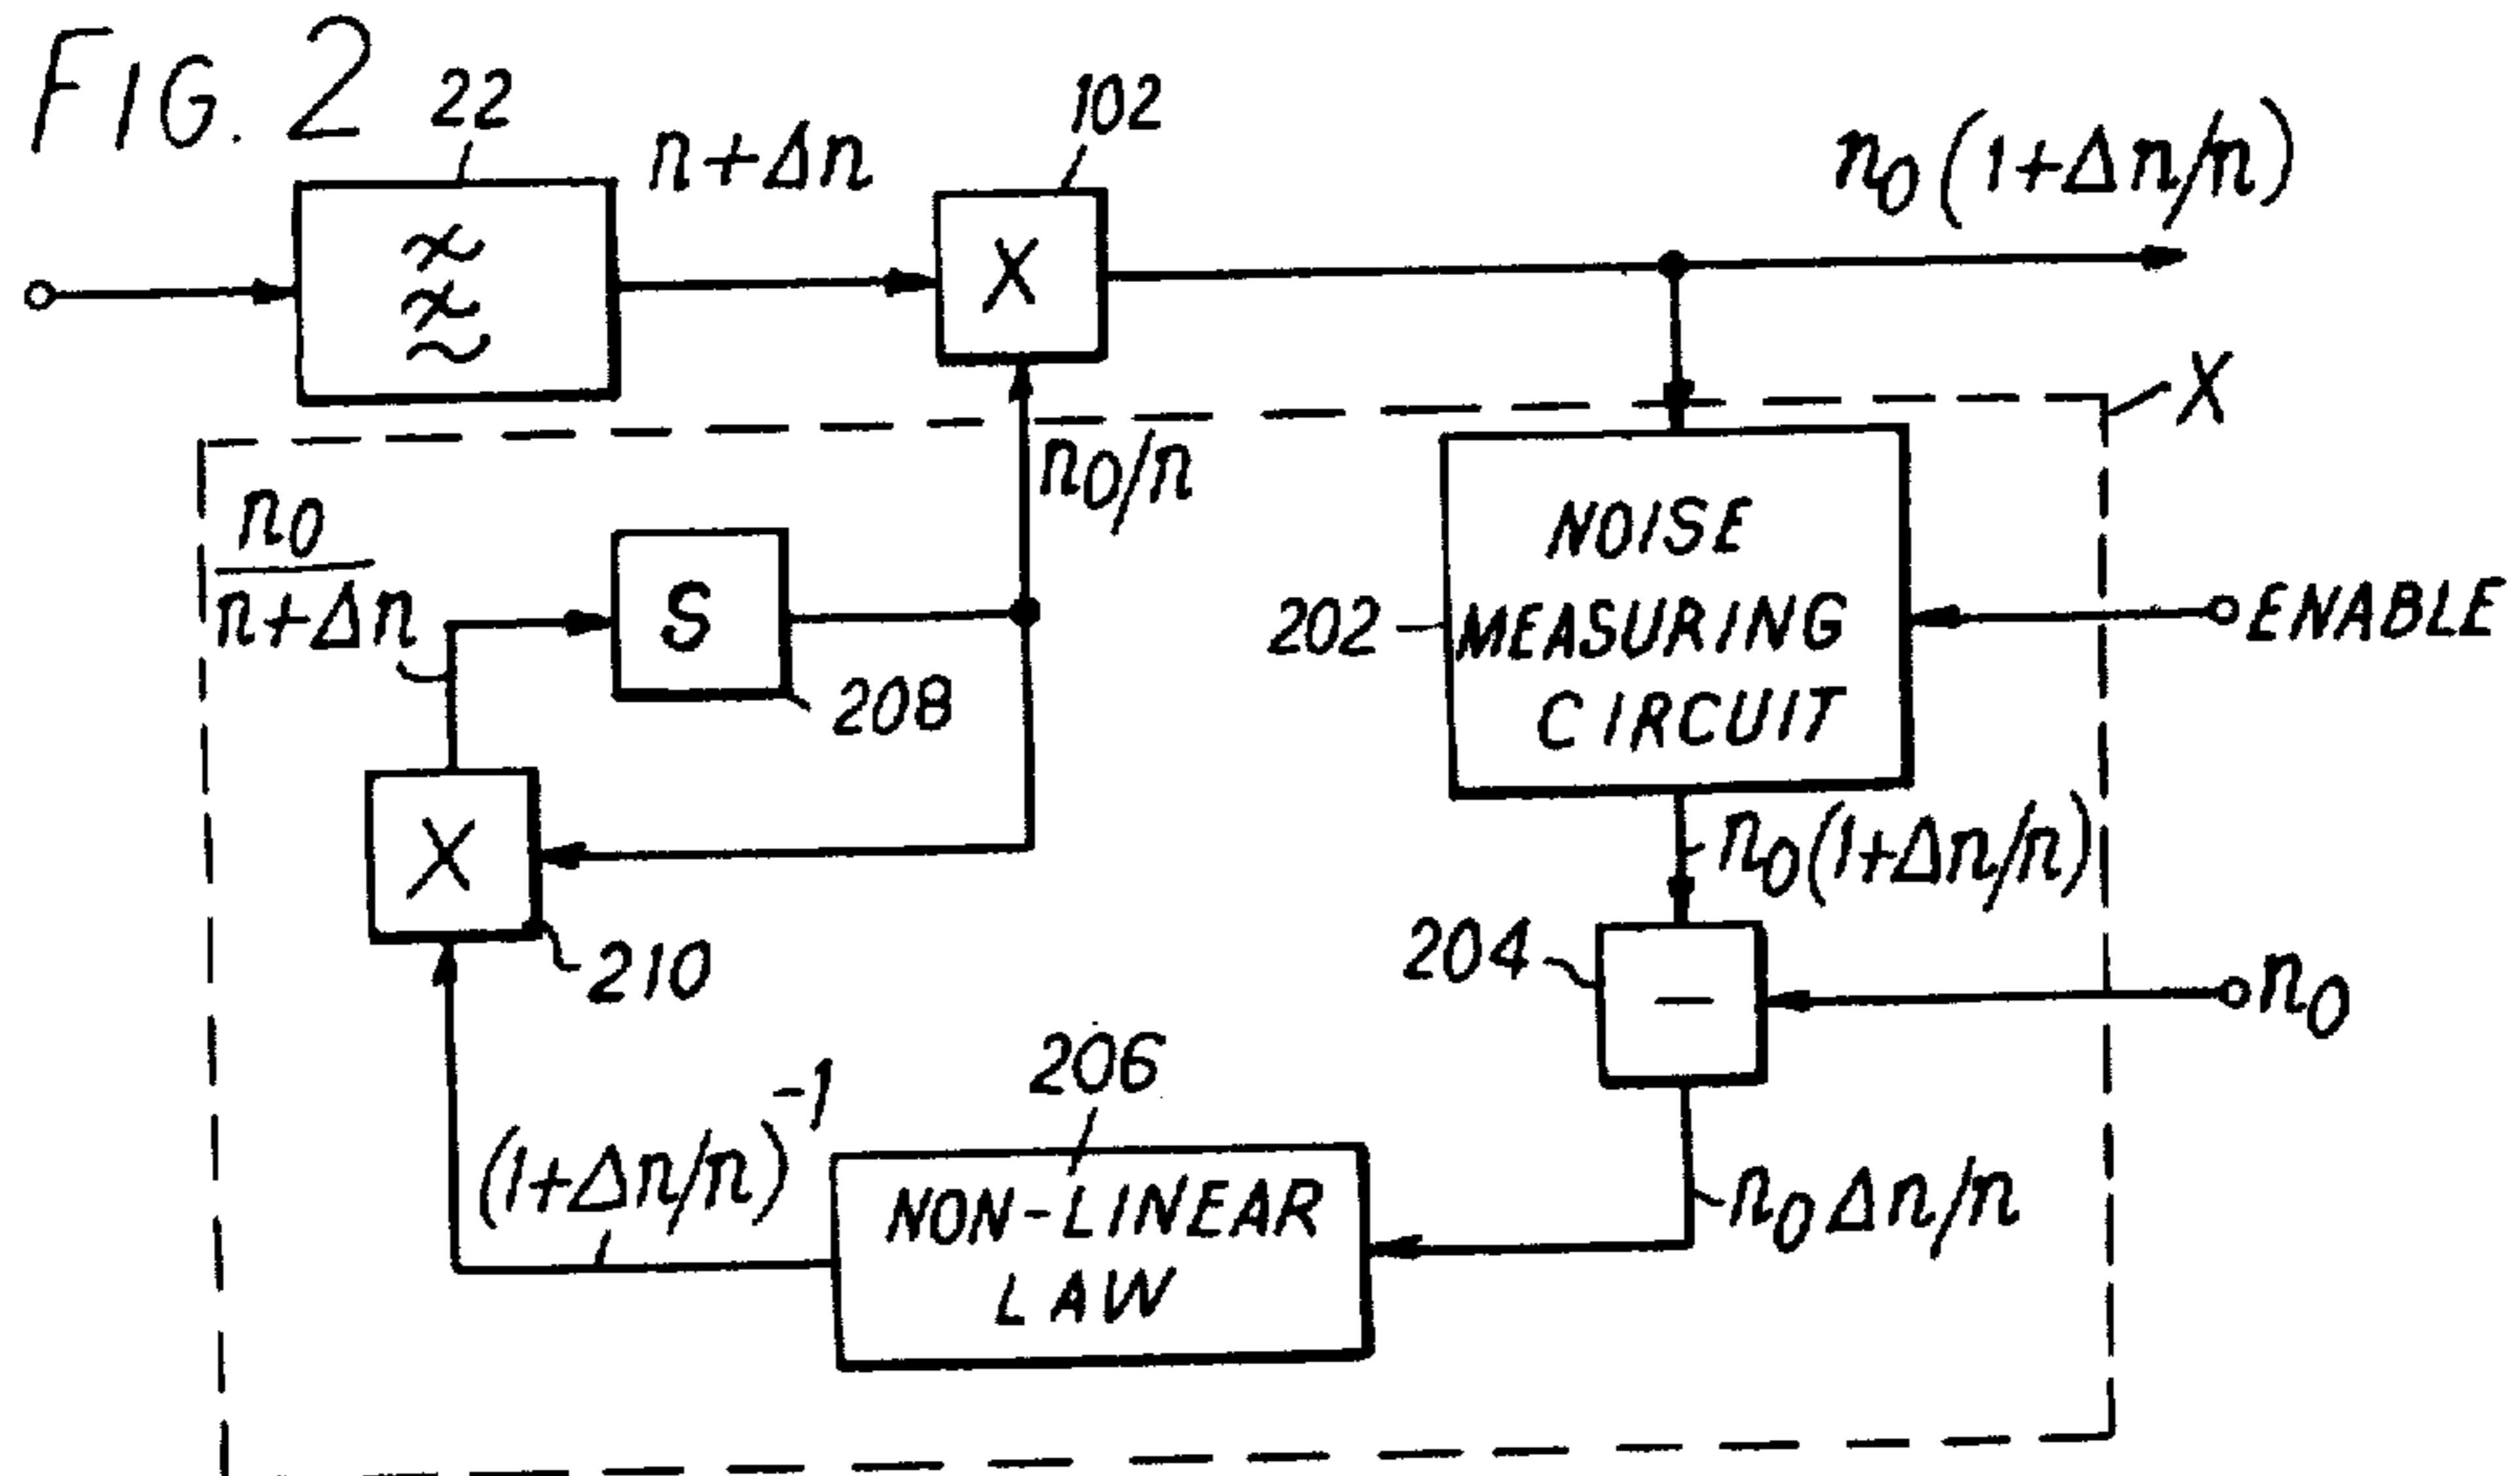 FIG. 2
22
n+Δn
102
n0(1+Δn/n)
X
X
n0/n
n0
n+Δn
S
208
NOISE
MEASURING
CIRCUIT
202
ENABLE
X
210
n0(1+Δn/n)
204
−
n0
206
(1+Δn/n)-1
NON-LINEAR
LAW
n0Δn/n